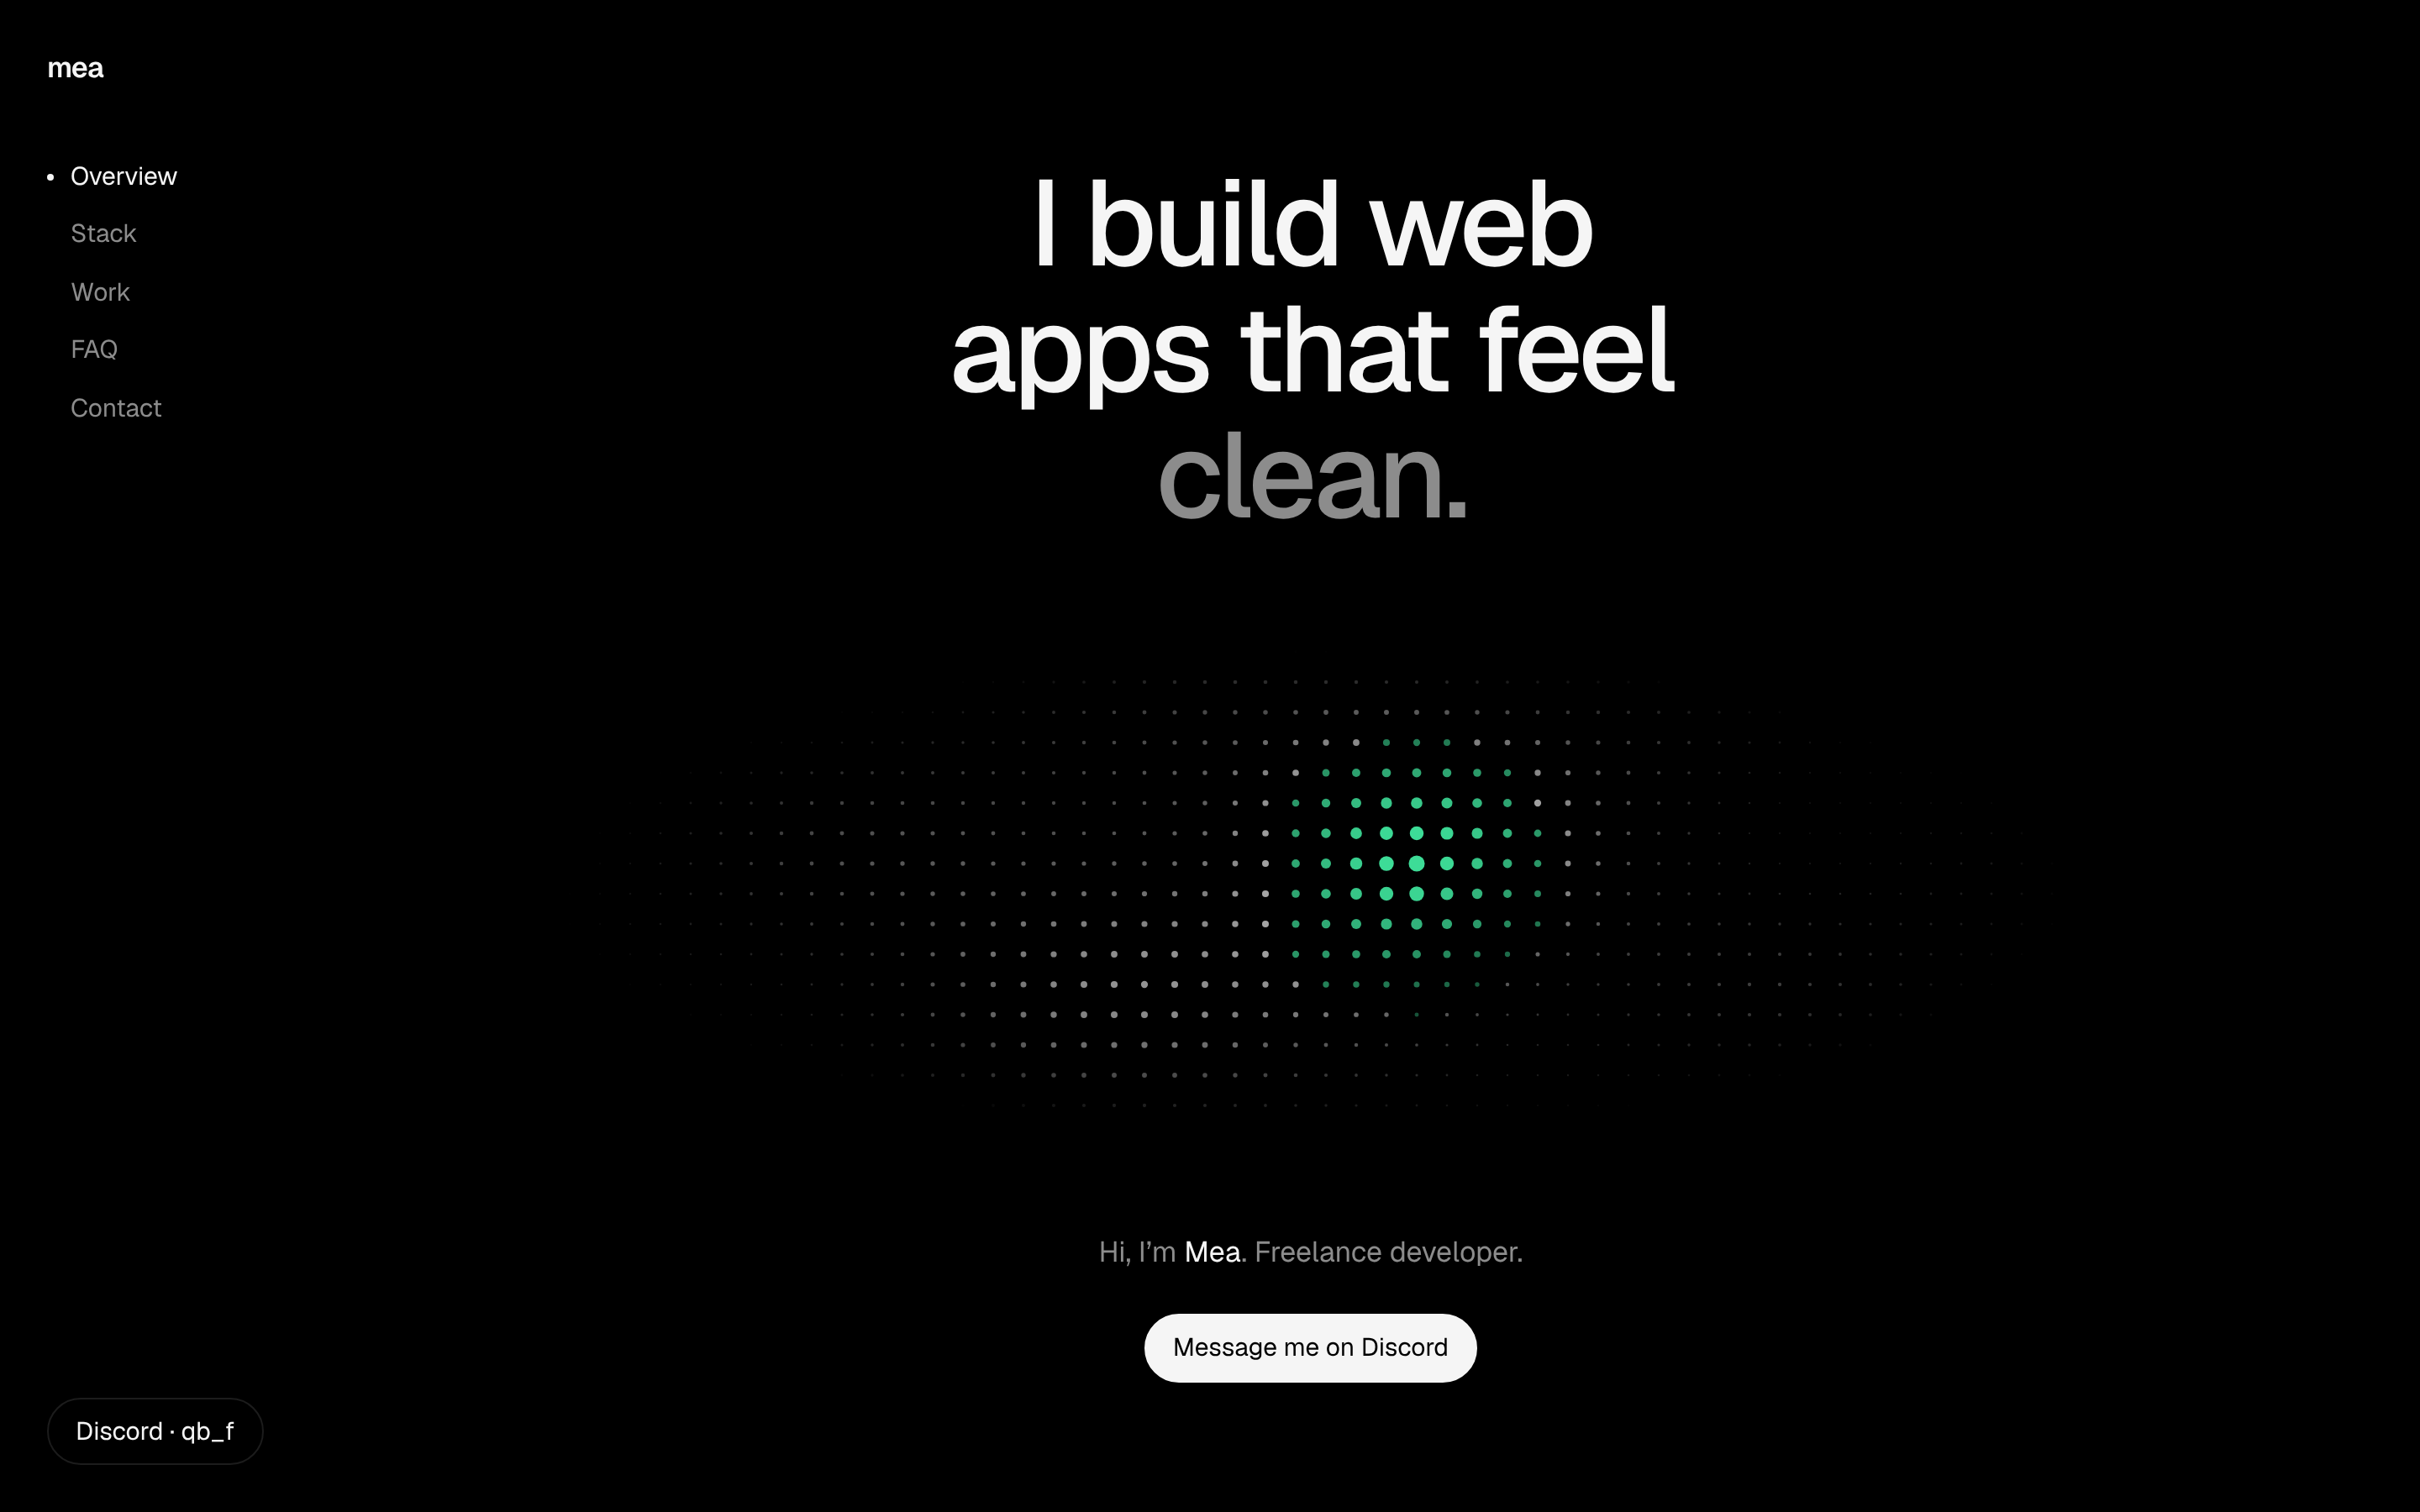 mea
Overview
Stack
Work
FAQ
Contact
I build web
apps that feel
clean.
Hi, I’m Mea. Freelance developer.
Message me on Discord
Discord · qb_f